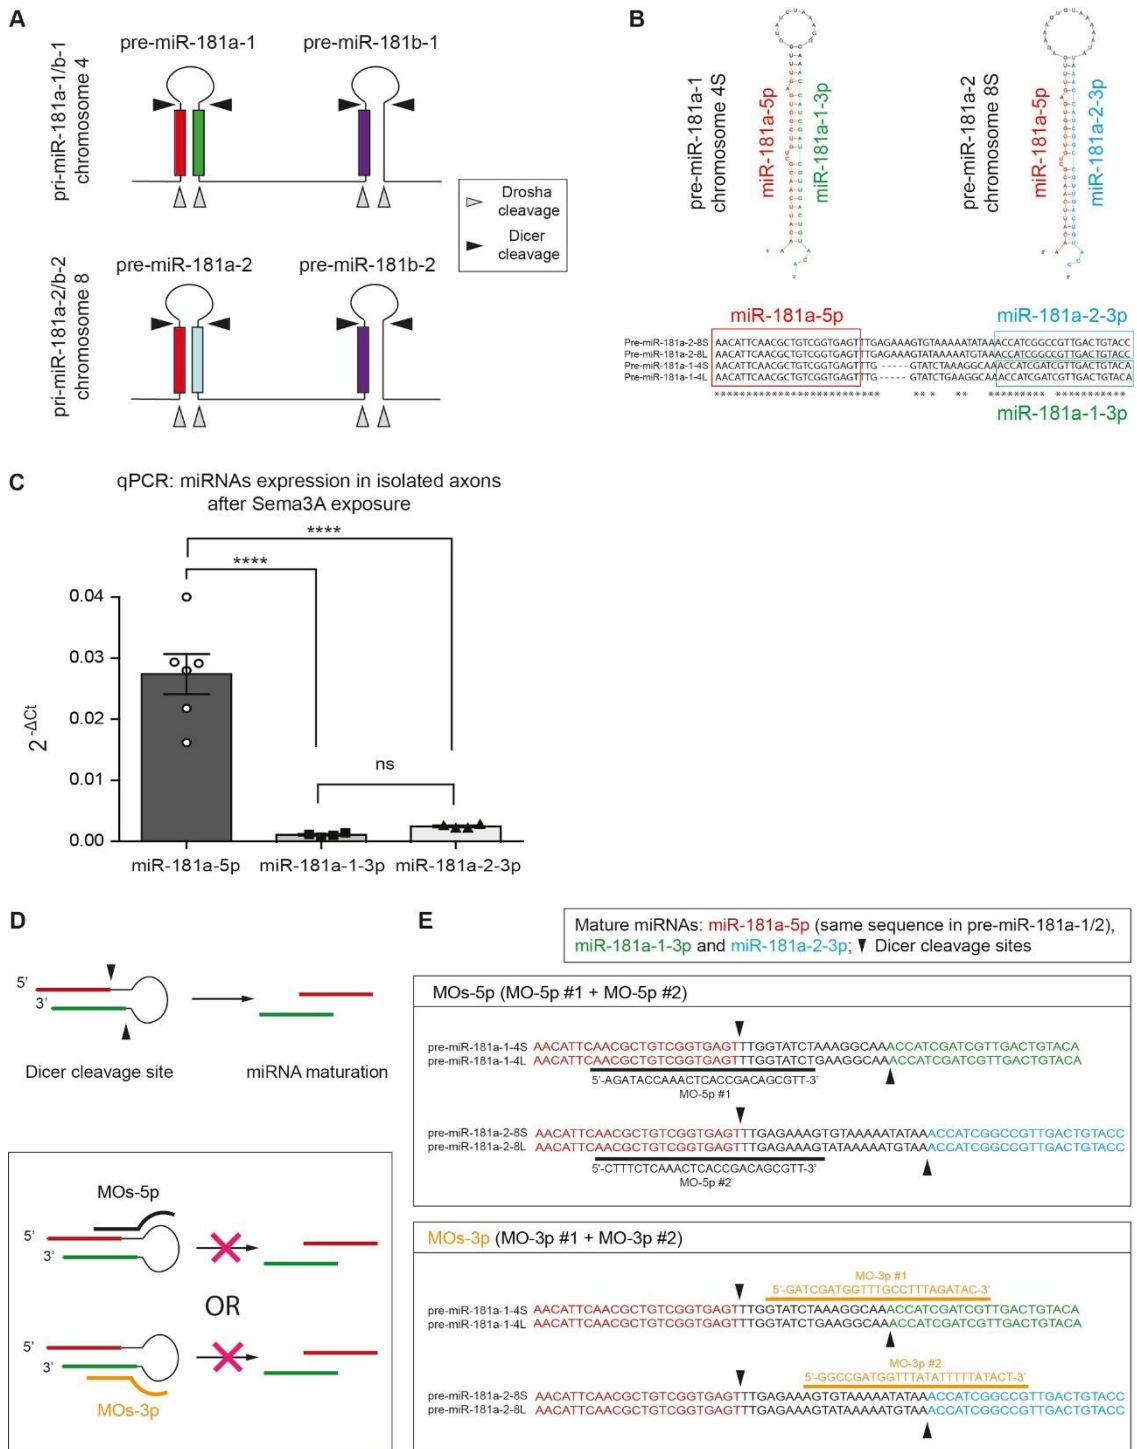 A
pri-miR-181a-1/b-1
chromosome 4
pre-miR-181a-1
pre-miR-181b-1
Drosha
cleavage
Dicer
cleavage
pri-miR-181a-2/b-2
chromosome 8
pre-miR-181a-2
pre-miR-181b-2
B
pre-miR-181a-1
chromosome 4S
miR-181a-5p
miR-181a-1-3p
pre-miR-181a-2
chromosome 8S
miR-181a-5p
miR-181a-2-3p
miR-181a-5p
miR-181a-2-3p
Pre-miR-181a-2-8S AACATTCAACGCTGTCGGTGAGTTTGAGAAAGTGTAAAAATATAAACCATCGGCCGTTGACTGTACC
Pre-miR-181a-2-8L AACATTCAACGCTGTCGGTGAGTTTGAGAAAGTATAAAAATGTAAACCATCGGCCGTTGACTGTACC
Pre-miR-181a-1-4S AACATTCAACGCTGTCGGTGAGTTTG-----GTATCTAAAGGCAAACCATCGATCGTTGACTGTACA
Pre-miR-181a-1-4L AACATTCAACGCTGTCGGTGAGTTTG-----GTATCTGAAGGCAAACCATCGATCGTTGACTGTACA
miR-181a-1-3p
C
qPCR: miRNAs expression in isolated axons
after Sema3A exposure
****
****
ns
2^-ΔCt
0.04
0.03
0.02
0.01
0.00
miR-181a-5p
miR-181a-1-3p
miR-181a-2-3p
D
5'
3'
Dicer cleavage site
miRNA maturation
MOs-5p
5'
3'
OR
5'
3'
MOs-3p
E
Mature miRNAs: miR-181a-5p (same sequence in pre-miR-181a-1/2),
miR-181a-1-3p and miR-181a-2-3p; ▼ Dicer cleavage sites
MOs-5p (MO-5p #1 + MO-5p #2)
pre-miR-181a-1-4S AACATTCAACGCTGTCGGTGAGTTTGGTATCTAAAGGCAAACCATCGATCGTTGACTGTACA
pre-miR-181a-1-4L AACATTCAACGCTGTCGGTGAGTTTGGTATCTGAAGGCAAACCATCGATCGTTGACTGTACA
5'-AGATACCAAACTCACCGACAGCGTT-3'
MO-5p #1
pre-miR-181a-2-8S AACATTCAACGCTGTCGGTGAGTTTGAGAAAGTGTAAAAATATAAACCATCGGCCGTTGACTGTACC
pre-miR-181a-2-8L AACATTCAACGCTGTCGGTGAGTTTGAGAAAGTATAAAAATGTAAACCATCGGCCGTTGACTGTACC
5'-CTTTCTCAAACTCACCGACAGCGTT-3'
MO-5p #2
MOs-3p (MO-3p #1 + MO-3p #2)
MO-3p #1
5'-GATCGATGGTTTGCCTTTAGATAC-3'
pre-miR-181a-1-4S AACATTCAACGCTGTCGGTGAGTTTGGTATCTAAAGGCAAACCATCGATCGTTGACTGTACA
pre-miR-181a-1-4L AACATTCAACGCTGTCGGTGAGTTTGGTATCTGAAGGCAAACCATCGATCGTTGACTGTACA
MO-3p #2
5'-GGCCGATGGTTTATATTTTTATACT-3'
pre-miR-181a-2-8S AACATTCAACGCTGTCGGTGAGTTTGAGAAAGTGTAAAAATATAAACCATCGGCCGTTGACTGTACC
pre-miR-181a-2-8L AACATTCAACGCTGTCGGTGAGTTTGAGAAAGTATAAAAATGTAAACCATCGGCCGTTGACTGTACC